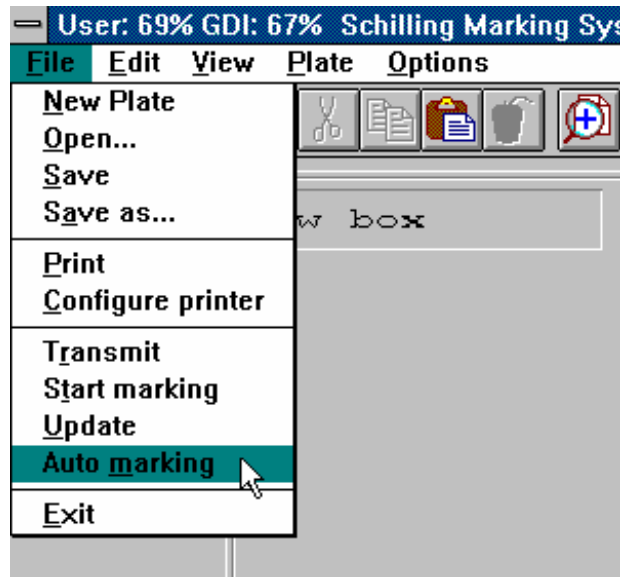 User: 69% GDI: 67% Schilling Marking Sys
File Edit View Plate Options
New Plate
Open...
Save
Save as...
w box
Print
Configure printer
Transmit
Start marking
Update
Auto marking
Exit